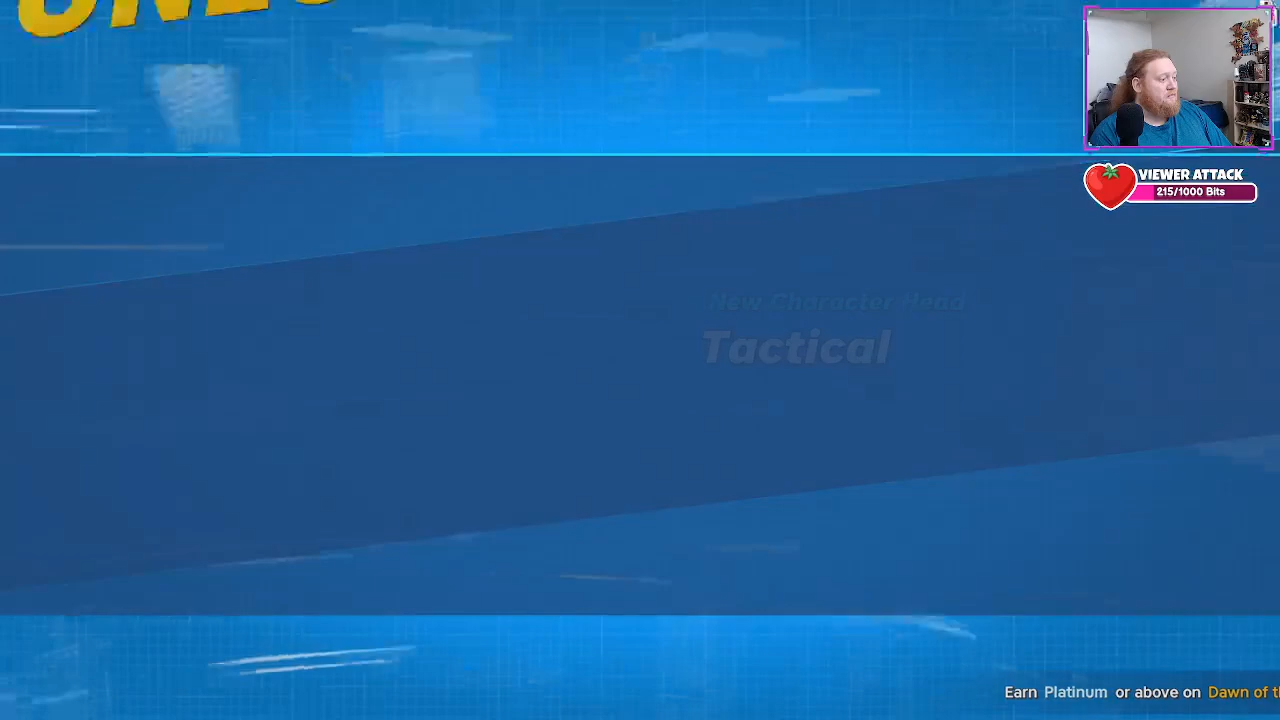 VIEWER ATTACK
215/1000 Bits
New Character Head
Tactical
Earn Platinum or above on Dawn of